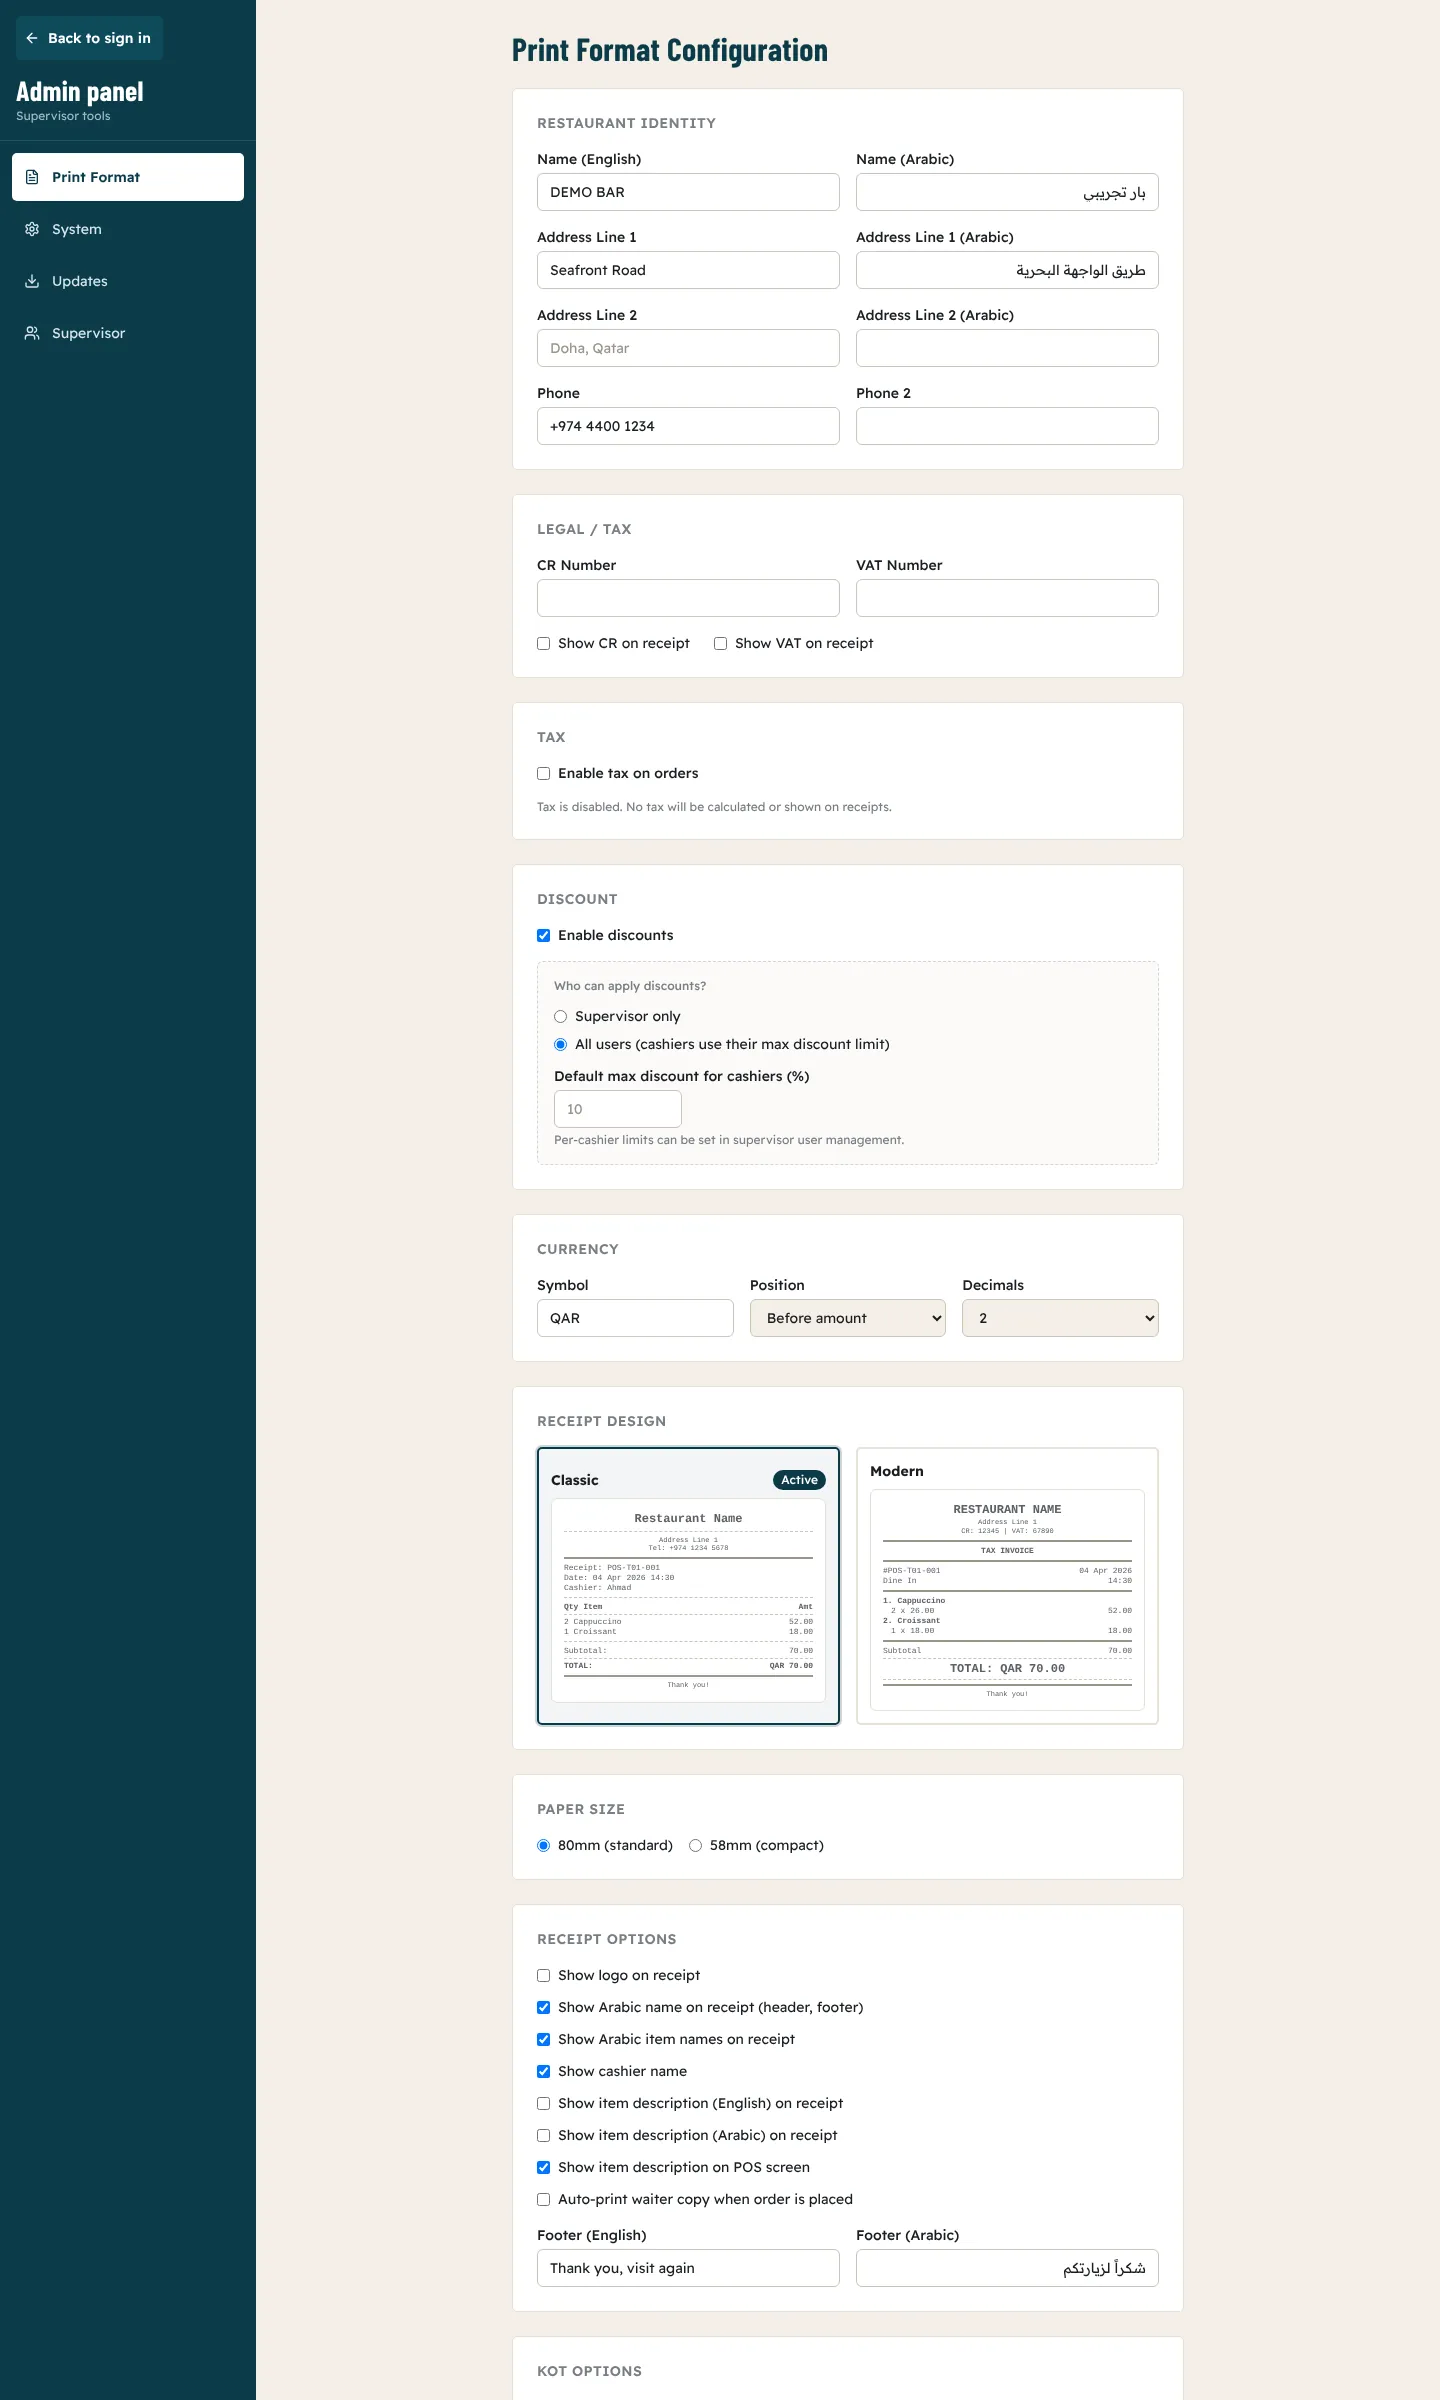 Back to sign in
Admin panel
Supervisor tools
Print Format
System
Updates
Supervisor
Print Format Configuration
RESTAURANT IDENTITY
Name (English) Name (Arabic)
DEMO BAR بار تجريبي
Address Line 1 Address Line 1 (Arabic)
Seafront Road طريق الواجهة البحرية
Address Line 2 Address Line 2 (Arabic)
Doha, Qatar
Phone Phone 2
+974 4400 1234
LEGAL / TAX
CR Number VAT Number
Show CR on receipt Show VAT on receipt
TAX
Enable tax on orders
Tax is disabled. No tax will be calculated or shown on receipts.
DISCOUNT
Enable discounts
Who can apply discounts?
Supervisor only
All users (cashiers use their max discount limit)
Default max discount for cashiers (%)
10
Per-cashier limits can be set in supervisor user management.
CURRENCY
Symbol Position Decimals
QAR Before amount 2
RECEIPT DESIGN
Classic Active
Restaurant Name
Address Line 1
Tel: +974 1234 5678
Receipt: POS-T01-001
Date: 04 Apr 2026 14:30
Cashier: Ahmad
Qty Item Amt
2 Cappuccino 52.00
1 Croissant 18.00
Subtotal: 70.00
TOTAL: QAR 70.00
Thank you!
Modern
RESTAURANT NAME
Address Line 1
CR: 12345 | VAT: 67890
TAX INVOICE
#POS-T01-001 04 Apr 2026
Dine In 14:30
1. Cappuccino
2 x 26.00 52.00
2. Croissant
1 x 18.00 18.00
Subtotal 70.00
TOTAL: QAR 70.00
Thank you!
PAPER SIZE
80mm (standard) 58mm (compact)
RECEIPT OPTIONS
Show logo on receipt
Show Arabic name on receipt (header, footer)
Show Arabic item names on receipt
Show cashier name
Show item description (English) on receipt
Show item description (Arabic) on receipt
Show item description on POS screen
Auto-print waiter copy when order is placed
Footer (English) Footer (Arabic)
Thank you, visit again شكراً لزيارتكم
KOT OPTIONS